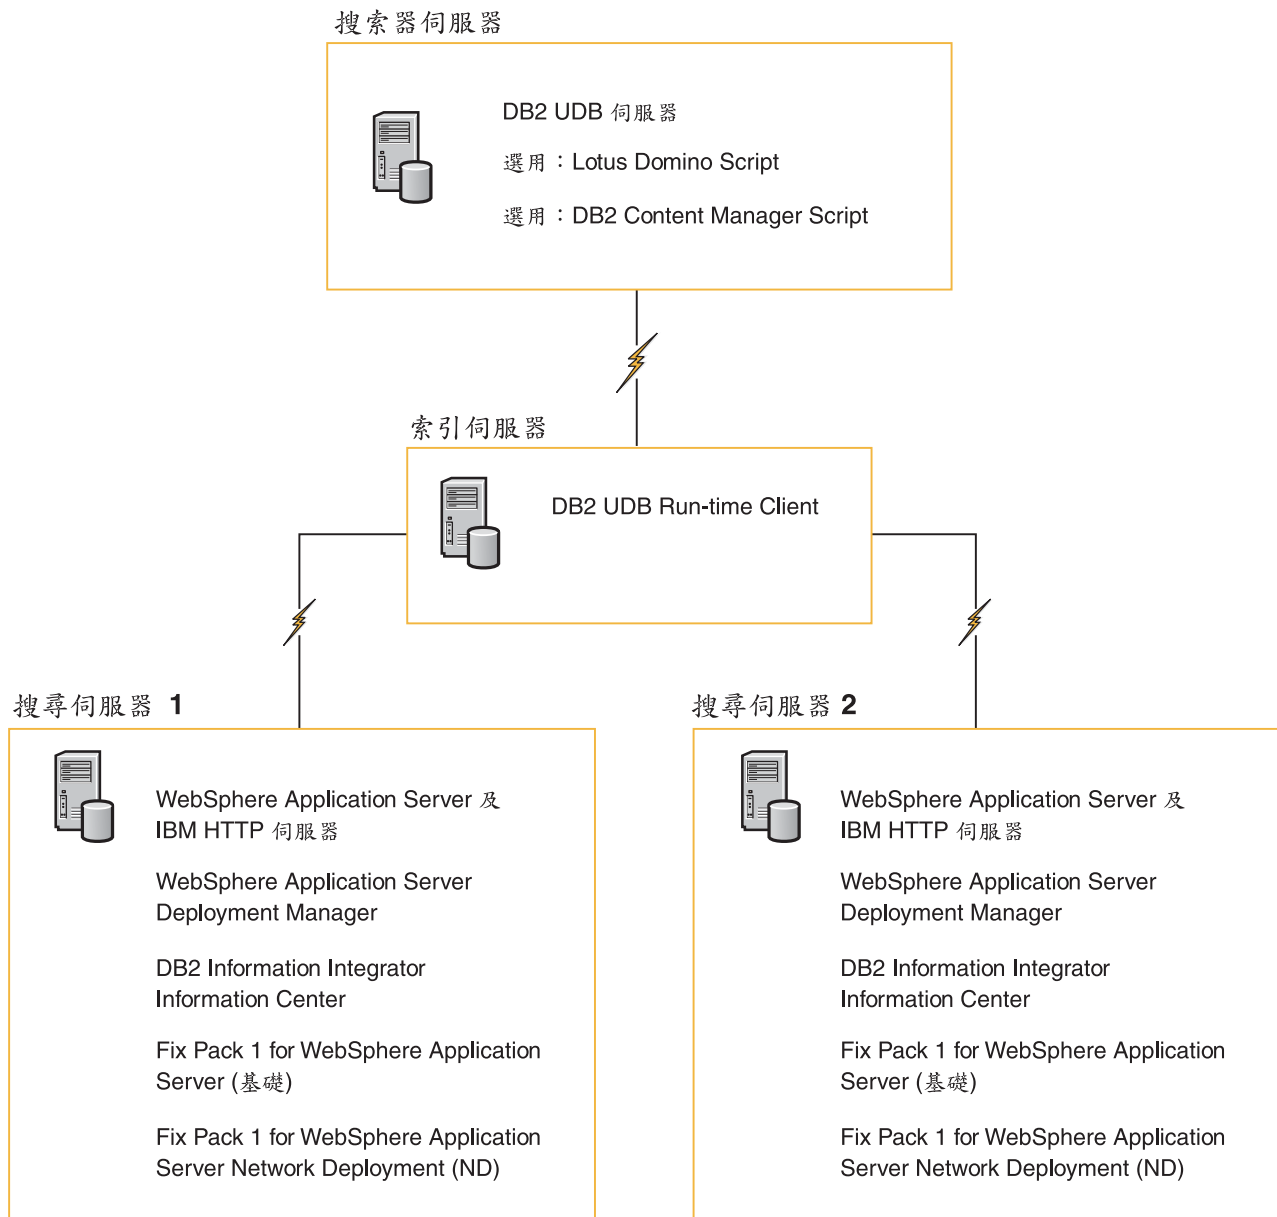 搜索器伺服器
DB2 UDB 伺服器
選用：Lotus Domino Script
選用：DB2 Content Manager Script
索引伺服器
DB2 UDB Run-time Client
搜尋伺服器 1
WebSphere Application Server 及
IBM HTTP 伺服器
WebSphere Application Server
Deployment Manager
DB2 Information Integrator
Information Center
Fix Pack 1 for WebSphere Application
Server (基礎)
Fix Pack 1 for WebSphere Application
Server Network Deployment (ND)
搜尋伺服器 2
WebSphere Application Server 及
IBM HTTP 伺服器
WebSphere Application Server
Deployment Manager
DB2 Information Integrator
Information Center
Fix Pack 1 for WebSphere Application
Server (基礎)
Fix Pack 1 for WebSphere Application
Server Network Deployment (ND)